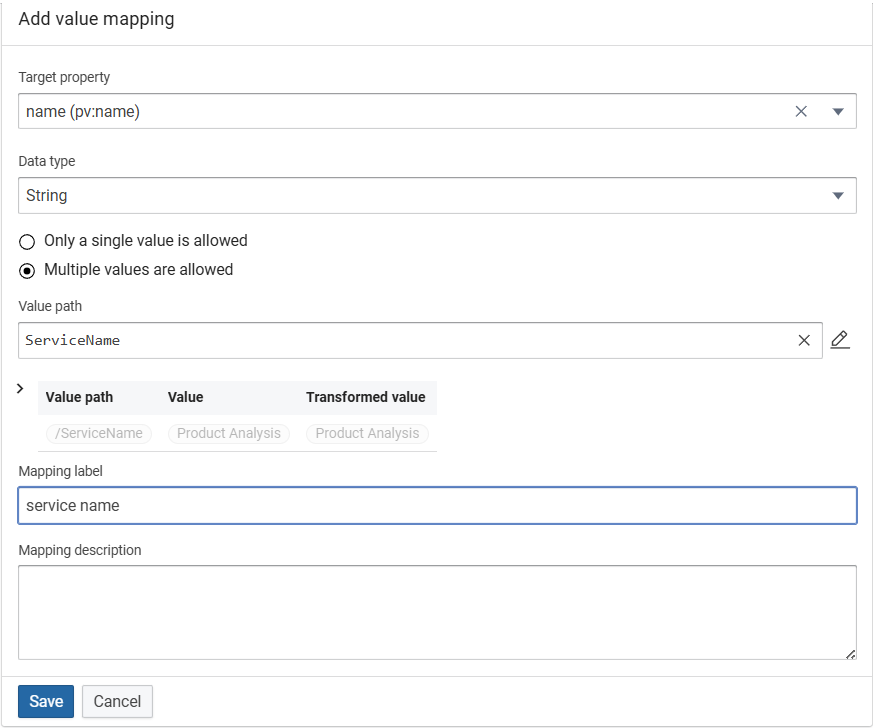 Add value mapping
Target property
name (pv:name)
Data type
String
Only a single value is allowed
Multiple values are allowed
Value path
ServiceName
Value path Value Transformed value
/ServiceName Product Analysis Product Analysis
Mapping label
service name
Mapping description
Save Cancel